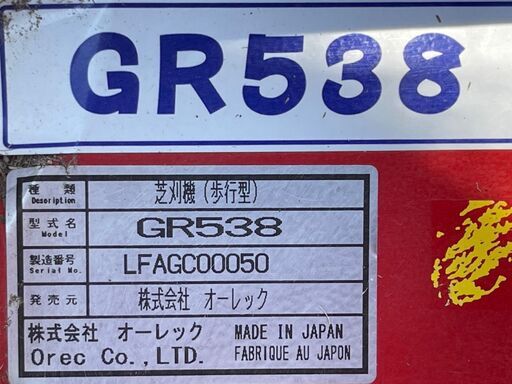 GR538
種類 芝刈機(歩行型)
Description
型式名 GR538
Model
製造番号 LFAGC00050
Serial No.
発売元 株式会社 オーレック
株式会社 オーレック MADE IN JAPAN
Orec Co.,LTD. FABRIQUE AU JAPON